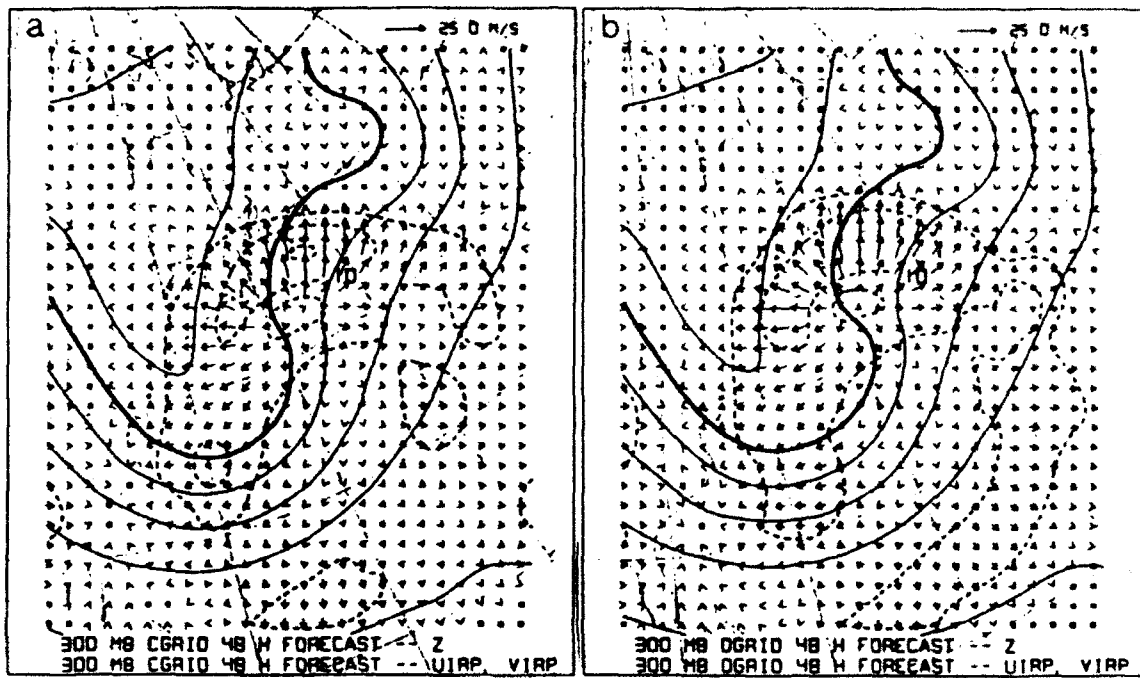 a
25 0 M/S
300 MB CGRID 48 H FORECAST -- Z
300 MB CGRID 48 H FORECAST -- UIRP, VIRP
b
25 0 M/S
300 MB DGRID 48 H FORECAST -- Z
300 MB DGRID 48 H FORECAST -- UIRP, VIRP